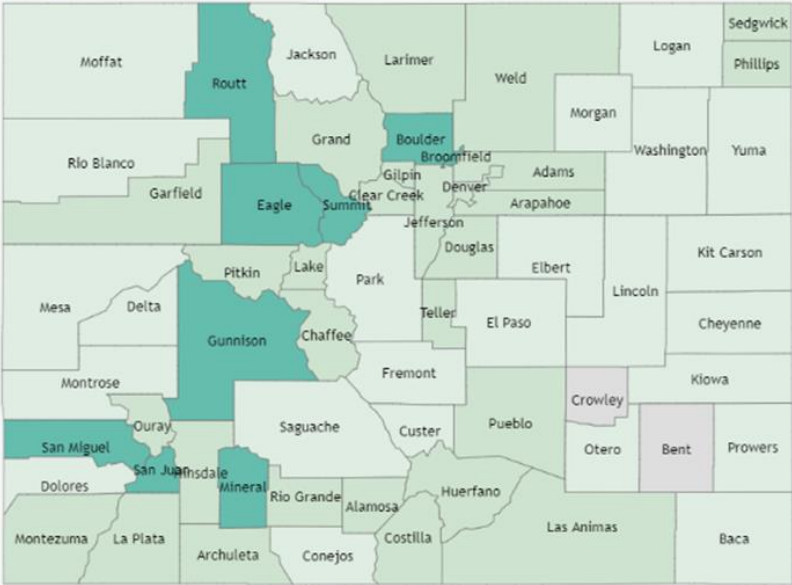 Sedgwick
Logan
Jackson
Larimer
Moffat
Phillips
Weld
Routt
Morgan
Boulder
Grand
Washington
Yuma
Broomfield
Rio Blanco
Gilpin
Adams
Denver
Garfield
Clear Creek
Eagle
Summit
Arapahoe
Jefferson
Douglas
Kit Carson
Elbert
Pitkin
Lake
Park
Lincoln
Mesa
Delta
Teller
El Paso
Cheyenne
Chaffee
Gunnison
Fremont
Kiowa
Montrose
Crowley
Pueblo
Ouray
Saguache
Custer
San Miguel
Otero
Bent
Prowers
San Juan
Hinsdale
Dolores
Mineral
Huerfano
Rio Grande
Alamosa
Las Animas
Montezuma
La Plata
Costilla
Baca
Archuleta
Conejos